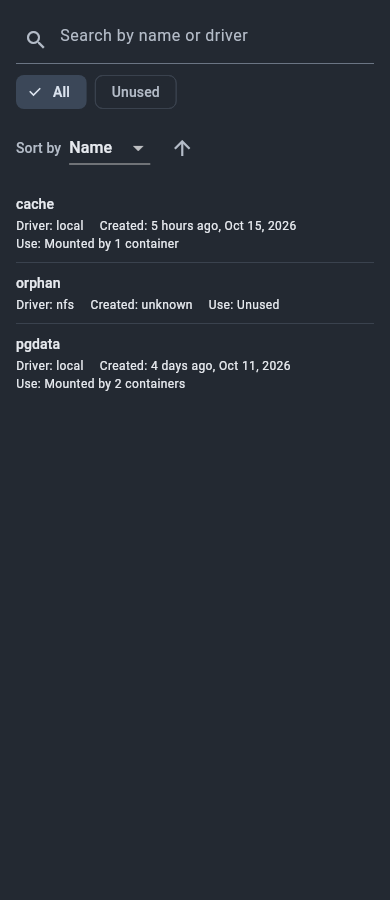 Search by name or driver
All Unused
Sort by Name
cache
Driver: local Created: 5 hours ago, Oct 15, 2026
Use: Mounted by 1 container
orphan
Driver: nfs Created: unknown Use: Unused
pgdata
Driver: local Created: 4 days ago, Oct 11, 2026
Use: Mounted by 2 containers